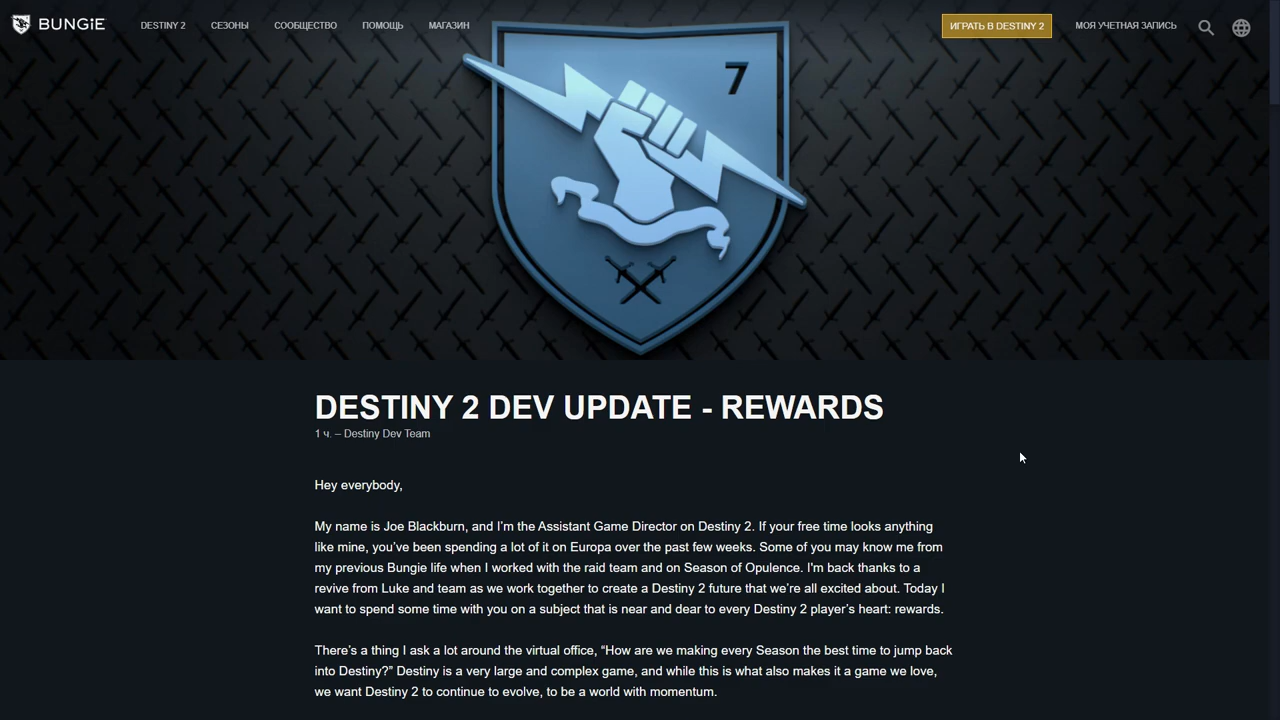 BUNGIE DESTINY 2 СЕЗОНЫ СООБЩЕСТВО ПОМОЩЬ МАГАЗИН ИГРАТЬ В DESTINY 2 МОЯ УЧЕТНАЯ ЗАПИСЬ
7
DESTINY 2 DEV UPDATE - REWARDS
1 ч. – Destiny Dev Team
Hey everybody,
My name is Joe Blackburn, and I’m the Assistant Game Director on Destiny 2. If your free time looks anything
like mine, you’ve been spending a lot of it on Europa over the past few weeks. Some of you may know me from
my previous Bungie life when I worked with the raid team and on Season of Opulence. I'm back thanks to a
revive from Luke and team as we work together to create a Destiny 2 future that we’re all excited about. Today I
want to spend some time with you on a subject that is near and dear to every Destiny 2 player’s heart: rewards.
There’s a thing I ask a lot around the virtual office, “How are we making every Season the best time to jump back
into Destiny?” Destiny is a very large and complex game, and while this is what also makes it a game we love,
we want Destiny 2 to continue to evolve, to be a world with momentum.